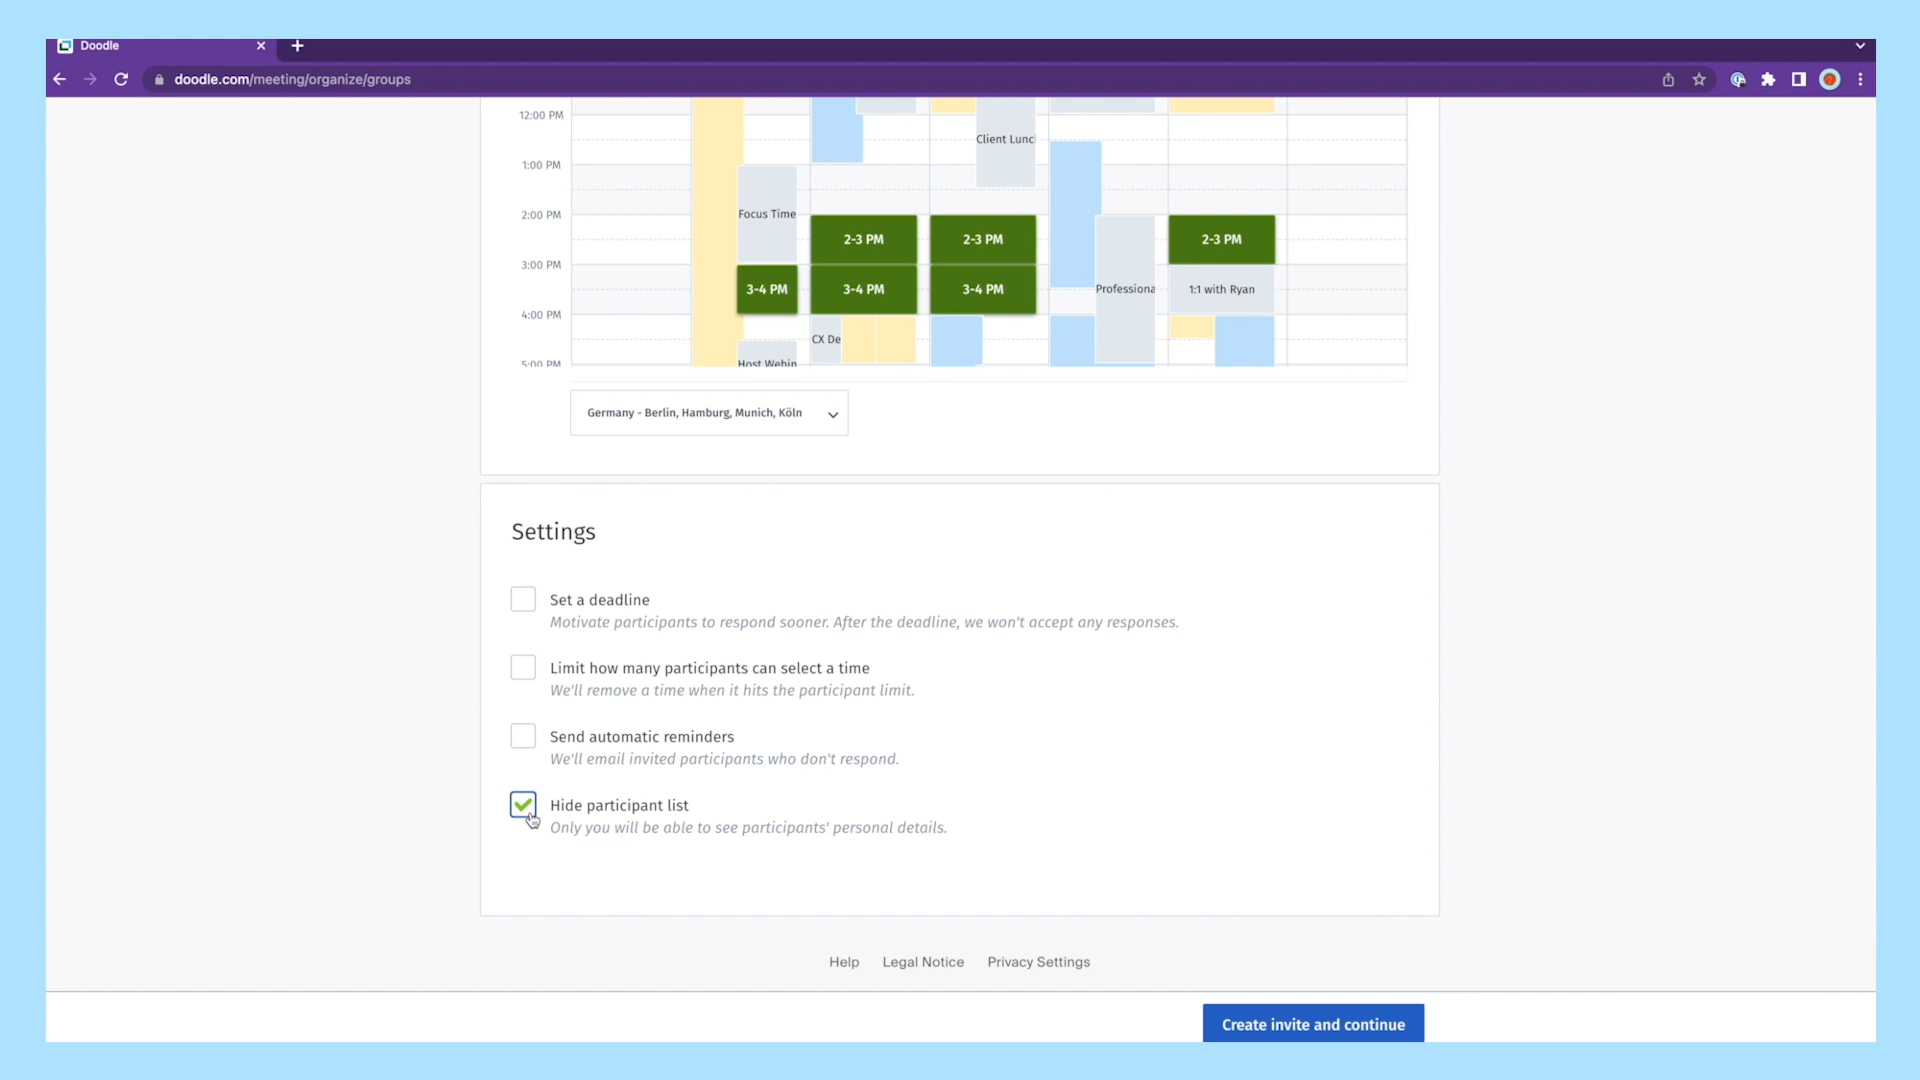 Doodle
doodle.com/meeting/organize/groups
12:00 PM
Client Lunc
1:00 PM
Focus Time
2:00 PM
2-3 PM
2-3 PM
2-3 PM
3:00 PM
3-4 PM
3-4 PM
3-4 PM
Professiona
1:1 with Ryan
4:00 PM
CX De
5:00 PM
Host Webin
Germany - Berlin, Hamburg, Munich, Köln
Settings
Set a deadline
Motivate participants to respond sooner. After the deadline, we won't accept any responses.
Limit how many participants can select a time
We'll remove a time when it hits the participant limit.
Send automatic reminders
We'll email invited participants who don't respond.
Hide participant list
Only you will be able to see participants' personal details.
Help Legal Notice Privacy Settings
Create invite and continue